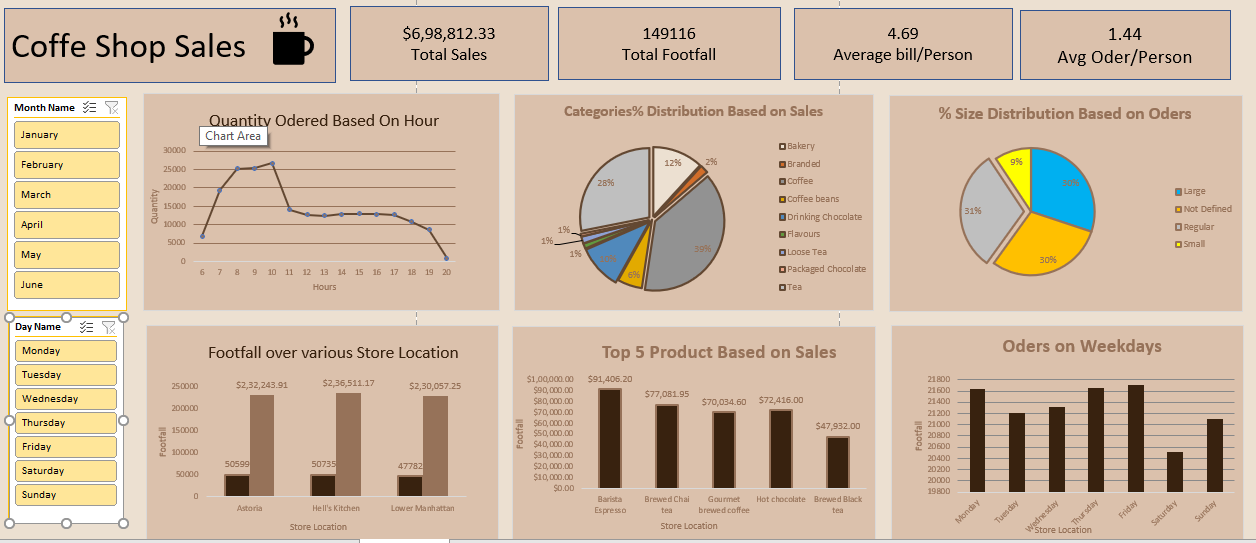 Coffe Shop Sales
$6,98,812.33
Total Sales
149116
Total Footfall
4.69
Average bill/Person
1.44
Avg Oder/Person
Month Name
January
February
March
April
May
June
Day Name
Monday
Tuesday
Wednesday
Thursday
Friday
Saturday
Sunday
Quantity Odered Based On Hour
Chart Area
30000
25000
20000
15000
10000
5000
0
Quantity
6 7 8 9 10 11 12 13 14 15 16 17 18 19 20
Hours
Categories% Distribution Based on Sales
12%
2%
39%
6%
1%
1%
1%
28%
Bakery
Branded
Coffee
Coffee beans
Drinking Chocolate
Flavours
Loose Tea
Packaged Chocolate
Tea
% Size Distribution Based on Oders
9%
31%
30%
Large
Not Defined
Regular
Small
Footfall over various Store Location
250000
200000
150000
100000
50000
0
Footfall
$2,32,243.91
$2,36,511.17
$2,30,057.25
50599
50735
47782
Astoria
Hell's Kitchen
Lower Manhattan
Store Location
Top 5 Product Based on Sales
$1,00,000.00
$90,000.00
$80,000.00
$70,000.00
$60,000.00
$50,000.00
$40,000.00
$30,000.00
$20,000.00
$10,000.00
$0.00
Footfall
$91,406.20
$77,081.95
$70,034.60
$72,416.00
$47,932.00
Barista
Espresso
Brewed Chai
tea
Gourmet
brewed coffee
Hot chocolate
Brewed Black
tea
Store Location
Oders on Weekdays
21800
21600
21400
21200
21000
20800
20600
20400
20200
20000
19800
Footfall
Monday
Tuesday
Wednesday
Thursday
Friday
Saturday
Sunday
Store Location